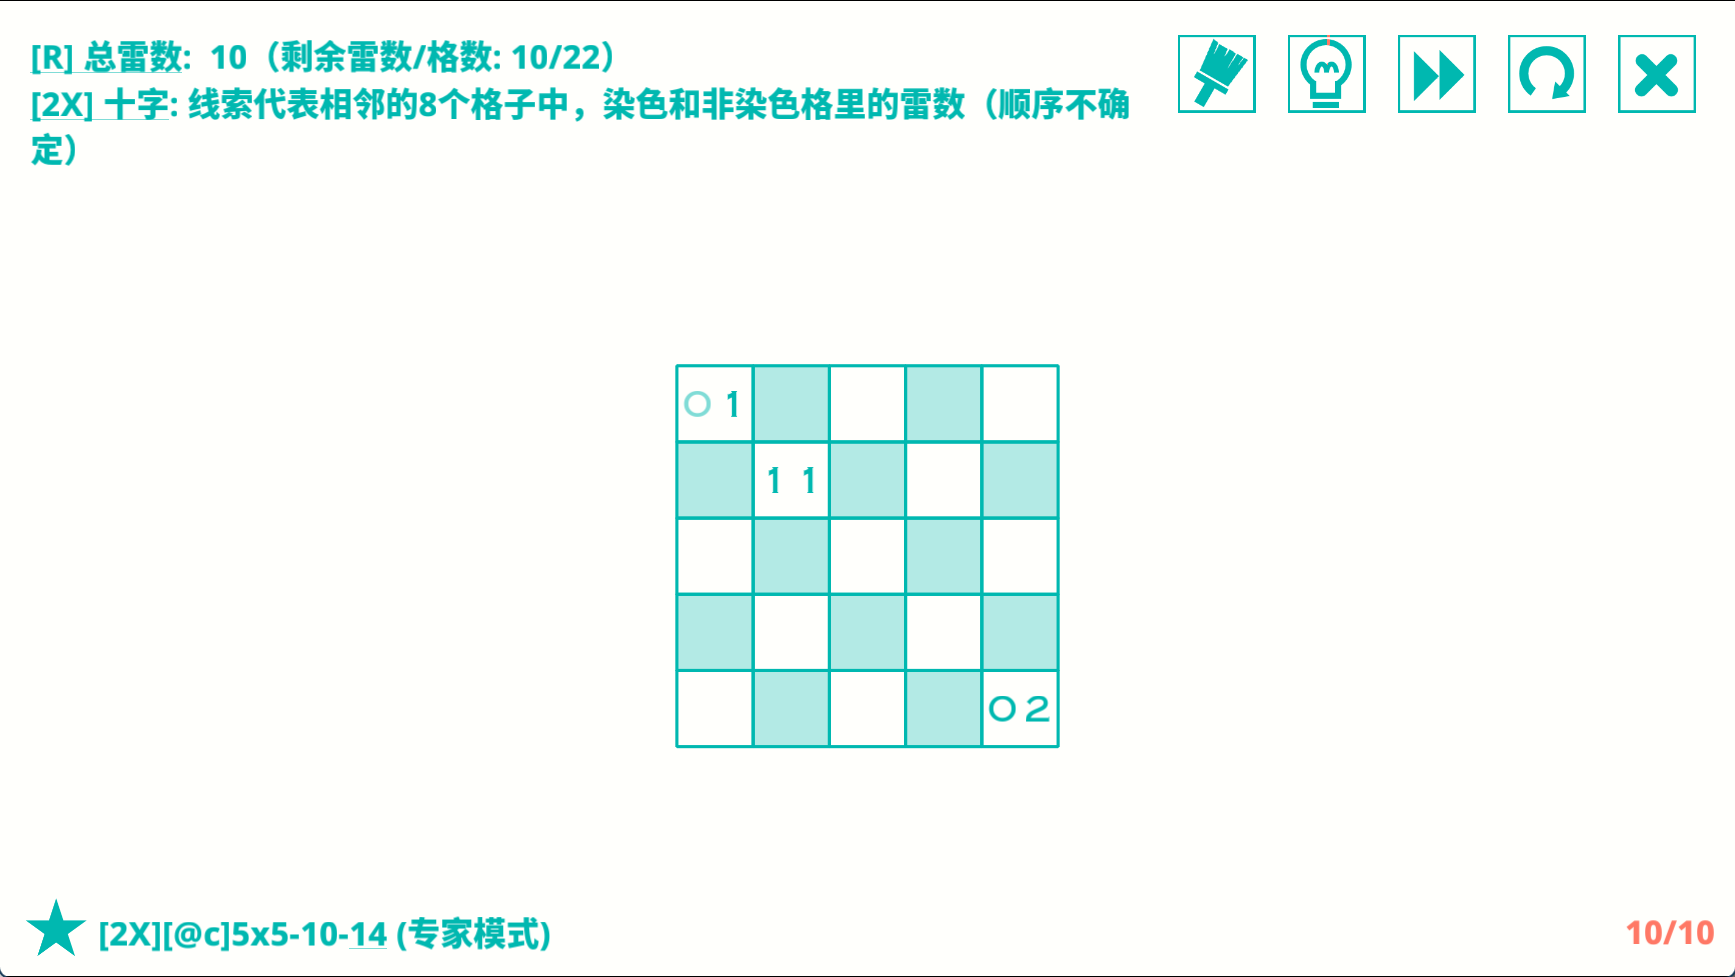 [R] 总雷数: 10（剩余雷数/格数: 10/22）
[2X] 十字: 线索代表相邻的8个格子中，染色和非染色格里的雷数（顺序不确
定）
0 1
1 1
0 2
[2X][@c]5x5-10-14 (专家模式)
10/10